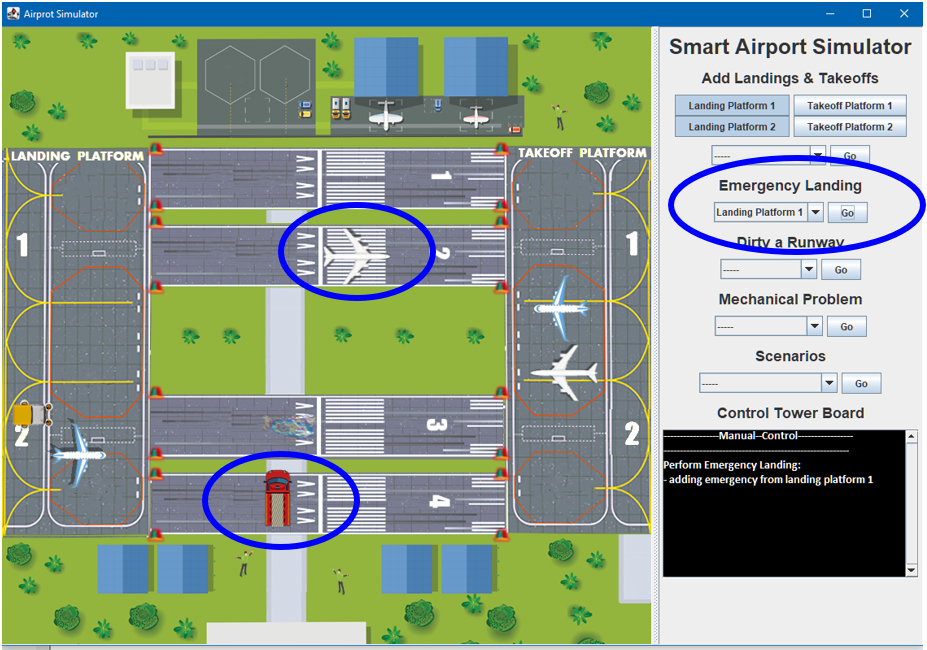 Airprot Simulator
Smart Airport Simulator
Add Landings & Takeoffs
Landing Platform 1 Takeoff Platform 1
Landing Platform 2 Takeoff Platform 2
----- Go
Emergency Landing
Landing Platform 1 Go
Dirty a Runway
----- Go
Mechanical Problem
----- Go
Scenarios
----- Go
Control Tower Board
--------------------Manual--Control--------------------
Perform Emergency Landing:
- adding emergency from landing platform 1
LANDING PLATFORM
TAKEOFF PLATFORM
1
1
1
2
3
2
2
4